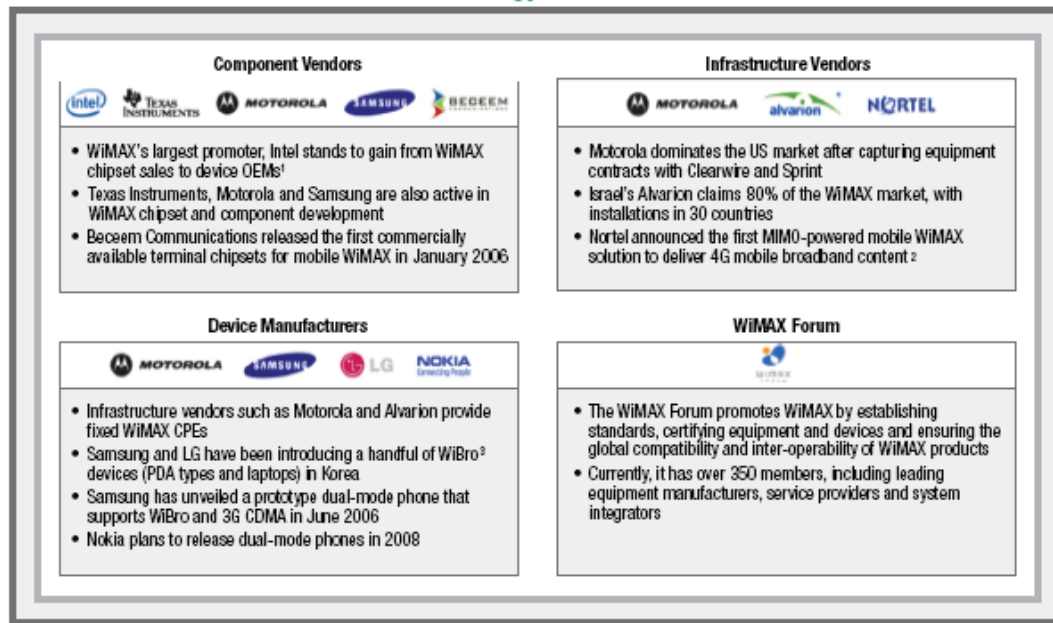 Component Vendors
intel TEXAS INSTRUMENTS MOTOROLA SAMSUNG BECEEM
• WiMAX's largest promoter, Intel stands to gain from WiMAX
chipset sales to device OEMs¹
• Texas Instruments, Motorola and Samsung are also active in
WiMAX chipset and component development
• Beceem Communications released the first commercially
available terminal chipsets for mobile WiMAX in January 2006
Infrastructure Vendors
MOTOROLA alvarion NORTEL
• Motorola dominates the US market after capturing equipment
contracts with Clearwire and Sprint
• Israel's Alvarion claims 80% of the WiMAX market, with
installations in 30 countries
• Nortel announced the first MIMO-powered mobile WiMAX
solution to deliver 4G mobile broadband content ²
Device Manufacturers
MOTOROLA SAMSUNG LG NOKIA
Connecting People
• Infrastructure vendors such as Motorola and Alvarion provide
fixed WiMAX CPEs
• Samsung and LG have been introducing a handful of WiBro³
devices (PDA types and laptops) in Korea
• Samsung has unveiled a prototype dual-mode phone that
supports WiBro and 3G CDMA in June 2006
• Nokia plans to release dual-mode phones in 2008
WiMAX Forum
• The WiMAX Forum promotes WiMAX by establishing
standards, certifying equipment and devices and ensuring the
global compatibility and inter-operability of WiMAX products
• Currently, it has over 350 members, including leading
equipment manufacturers, service providers and system
integrators